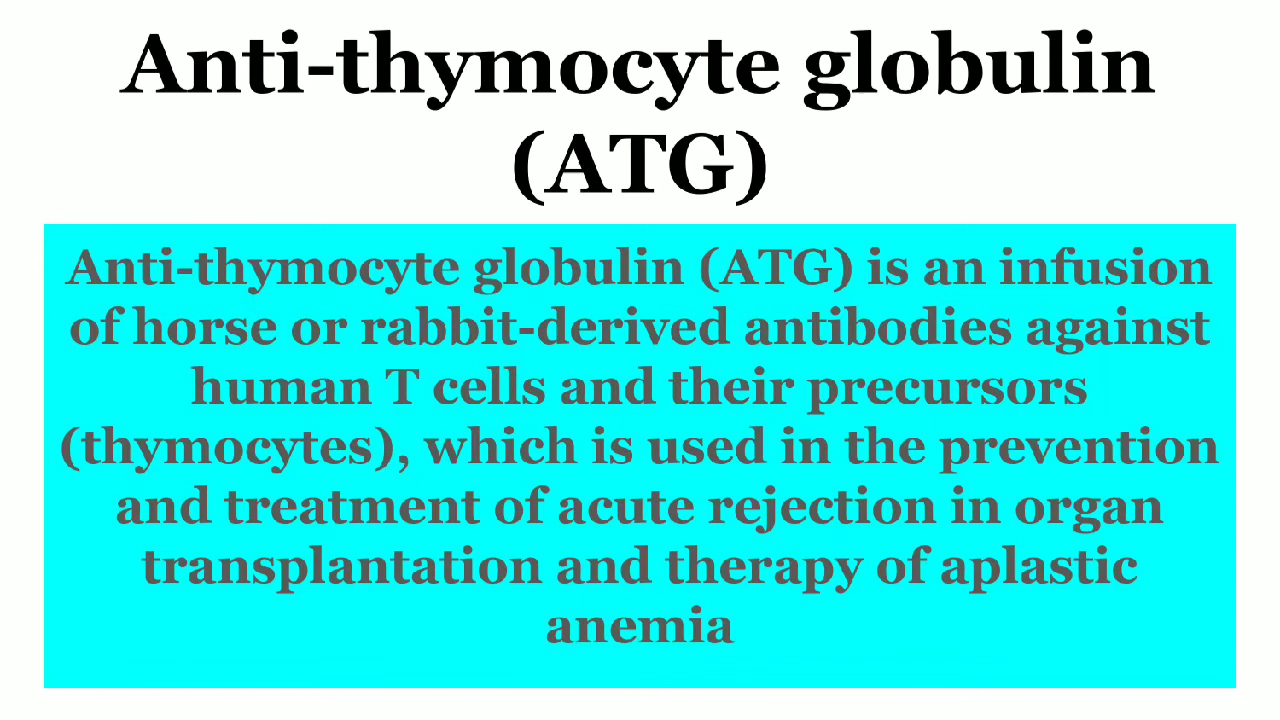 Anti-thymocyte globulin
(ATG)
Anti-thymocyte globulin (ATG) is an infusion
of horse or rabbit-derived antibodies against
human T cells and their precursors
(thymocytes), which is used in the prevention
and treatment of acute rejection in organ
transplantation and therapy of aplastic
anemia